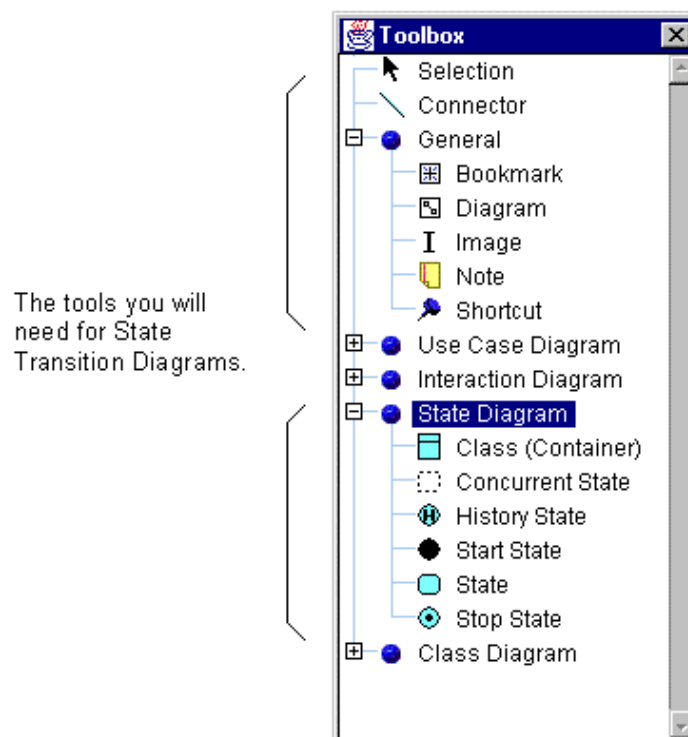 Toolbox
Selection
Connector
General
Bookmark
Diagram
Image
Note
Shortcut
The tools you will
need for State
Transition Diagrams.
Use Case Diagram
Interaction Diagram
State Diagram
Class (Container)
Concurrent State
H History State
Start State
State
Stop State
Class Diagram